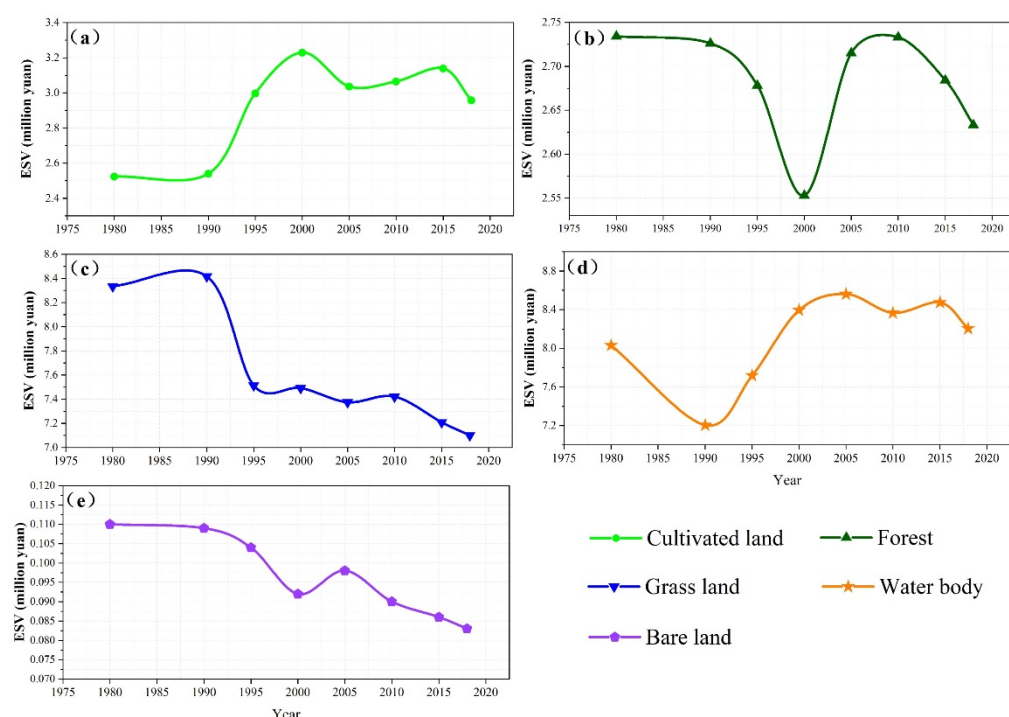 (a)
ESV (million yuan)
3.4
3.2
3.0
2.8
2.6
2.4
1975 1980 1985 1990 1995 2000 2005 2010 2015 2020
(b)
ESV (million yuan)
2.75
2.70
2.65
2.60
2.55
1975 1980 1985 1990 1995 2000 2005 2010 2015 2020
(c)
ESV (million yuan)
8.6
8.4
8.2
8.0
7.8
7.6
7.4
7.2
7.0
1975 1980 1985 1990 1995 2000 2005 2010 2015 2020
(d)
ESV (million yuan)
8.8
8.4
8.0
7.6
7.2
1975 1980 1985 1990 1995 2000 2005 2010 2015 2020
Year
(e)
ESV (million yuan)
0.120
0.115
0.110
0.105
0.100
0.095
0.090
0.085
0.080
0.075
0.070
1975 1980 1985 1990 1995 2000 2005 2010 2015 2020
Year
Cultivated land
Forest
Grass land
Water body
Bare land